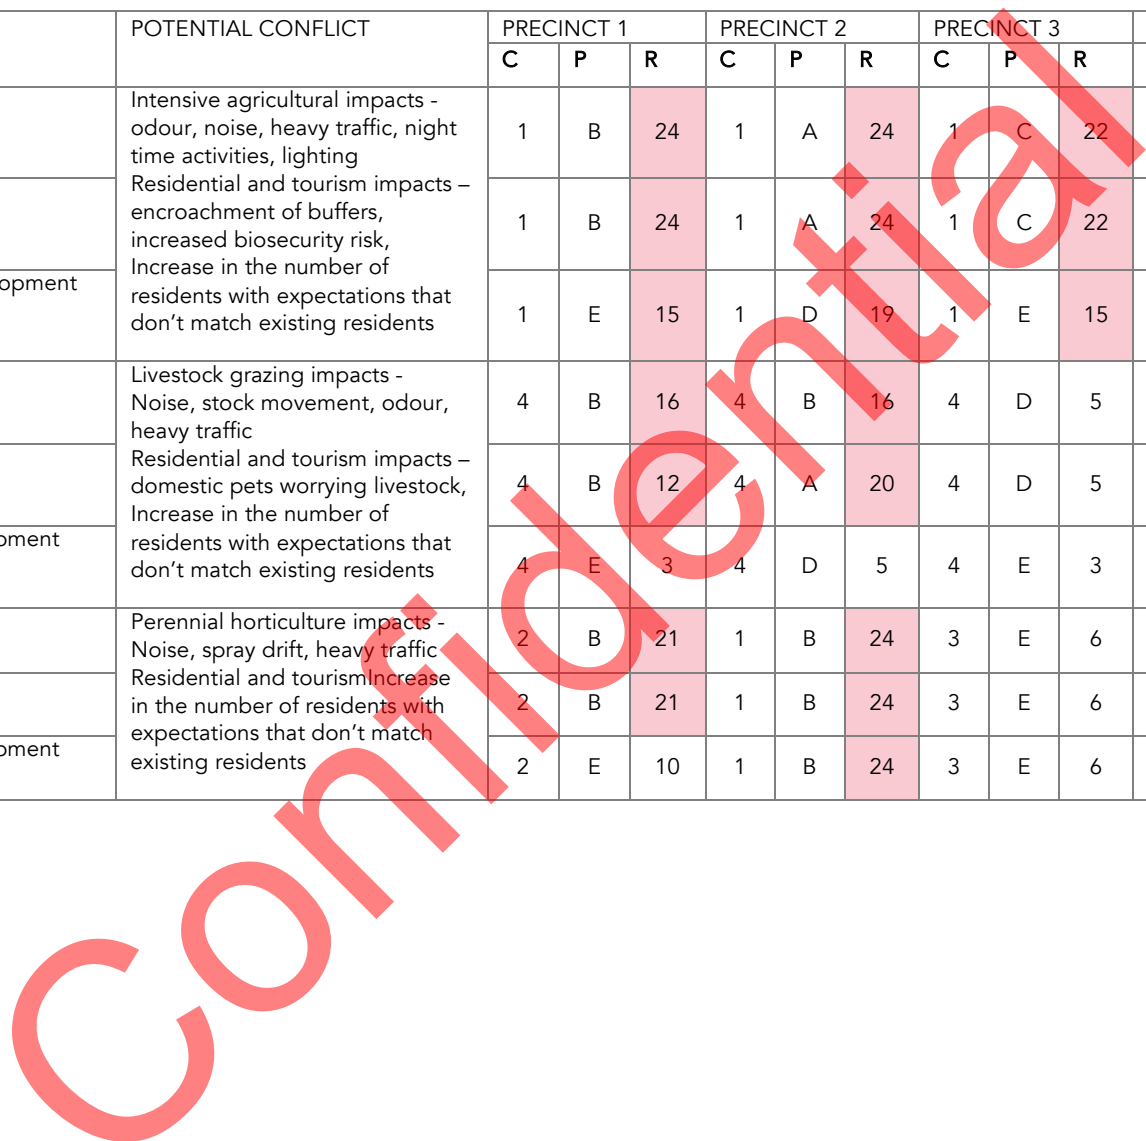 POTENTIAL CONFLICT PRECINCT 1 PRECINCT 2 PRECINCT 3
C P R C P R C P R
Intensive agricultural impacts -
odour, noise, heavy traffic, night
time activities, lighting
1 B 24 1 A 24 1 C 22
Residential and tourism impacts –
encroachment of buffers,
increased biosecurity risk,
1 B 24 1 A 24 1 C 22
Increase in the number of
residents with expectations that
don’t match existing residents
opment 1 E 15 1 D 19 1 E 15
Livestock grazing impacts -
Noise, stock movement, odour,
heavy traffic
4 B 16 4 B 16 4 D 5
Residential and tourism impacts –
domestic pets worrying livestock,
Increase in the number of
4 B 12 4 A 20 4 D 5
residents with expectations that
don’t match existing residents
pment 4 E 3 4 D 5 4 E 3
Perennial horticulture impacts -
Noise, spray drift, heavy traffic
2 B 21 1 B 24 3 E 6
Residential and tourismIncrease
in the number of residents with
2 B 21 1 B 24 3 E 6
expectations that don’t match
existing residents
pment 2 E 10 1 B 24 3 E 6
Confidential